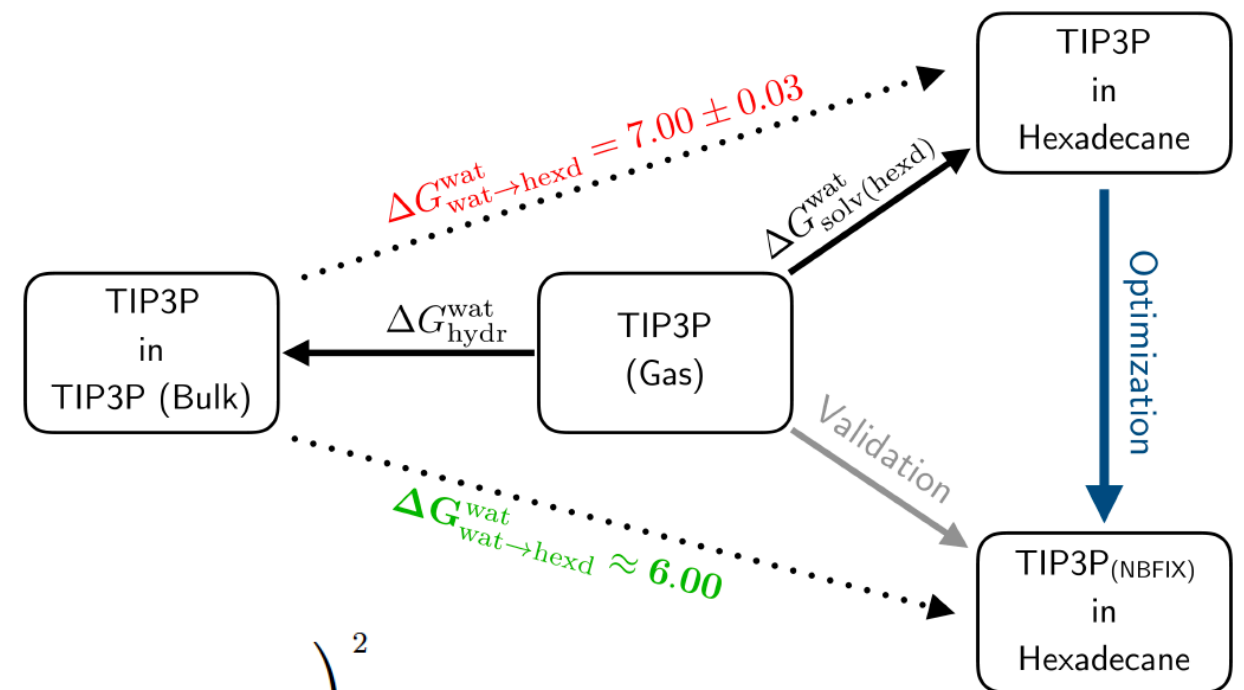 TIP3P
in
Hexadecane
ΔG^wat_wat→hexd = 7.00 ± 0.03
ΔG^wat_solv(hexd)
TIP3P
in
TIP3P (Bulk)
ΔG^wat_hydr
TIP3P
(Gas)
Optimization
Validation
ΔG^wat_wat→hexd ≈ 6.00
TIP3P(NBFIX)
in
Hexadecane
)^2